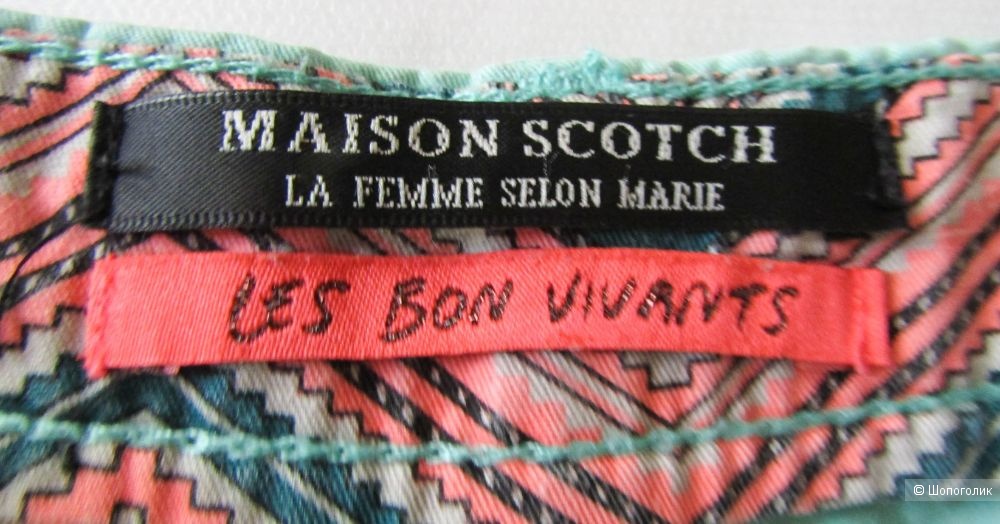 MAISON SCOTCH
LA FEMME SELON MARIE
LES BON VIVANTS
© Шопоголик